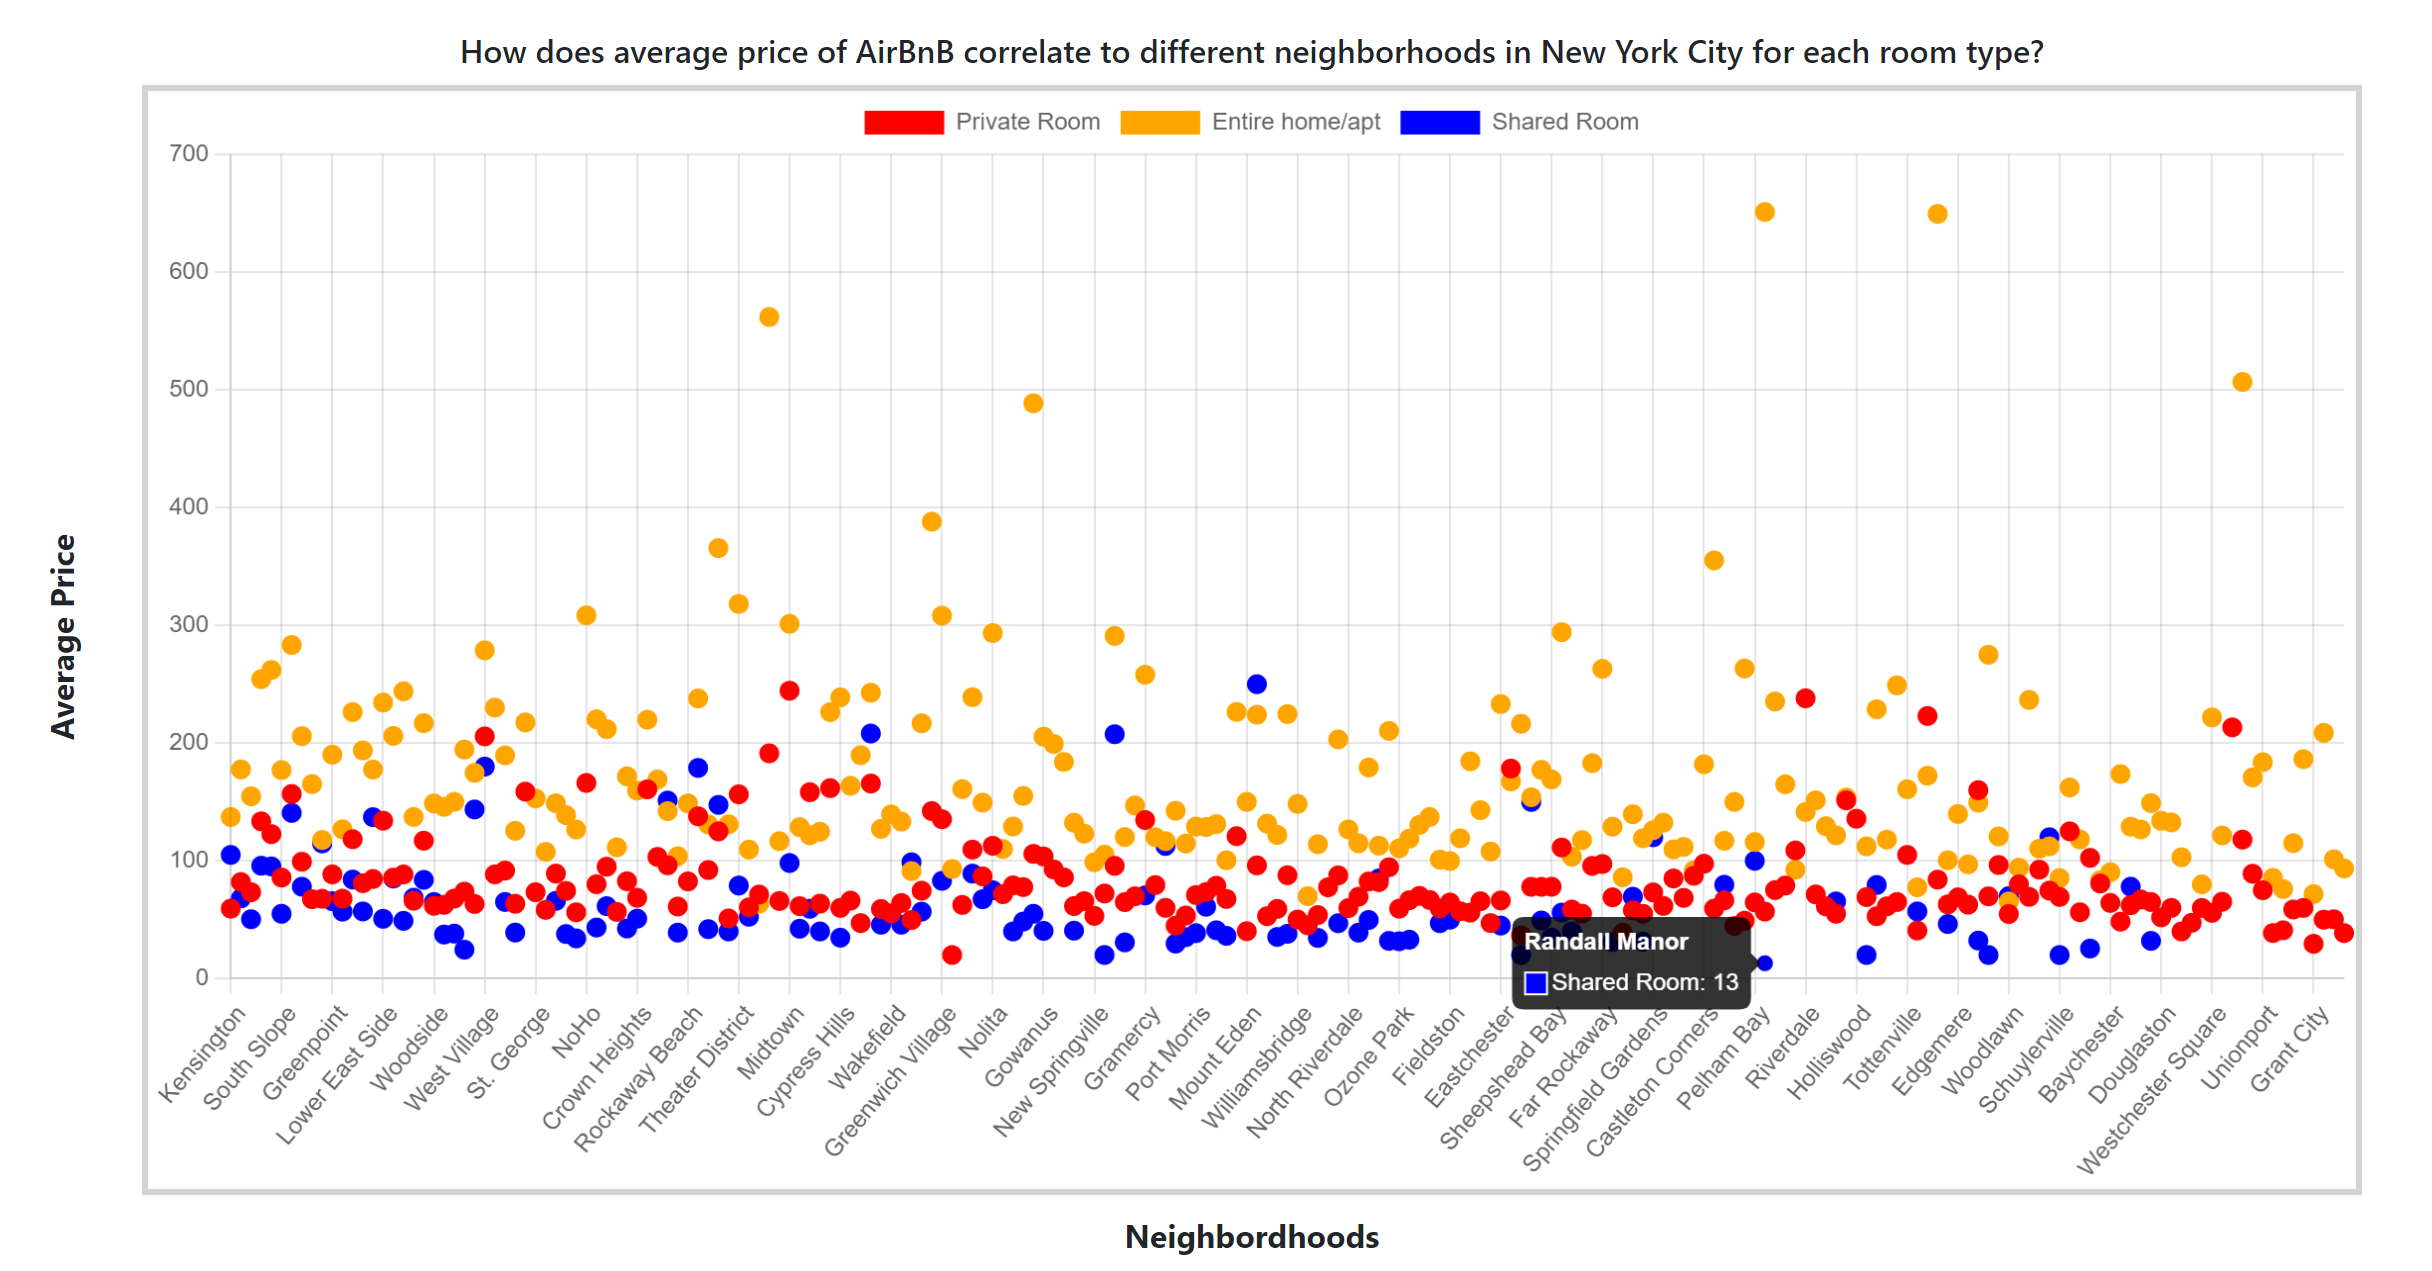 How does average price of AirBnB correlate to different neighborhoods in New York City for each room type?
Private Room Entire home/apt Shared Room
700
600
500
400
300
200
100
0
Average Price
Randall Manor
Shared Room: 13
Kensington
South Slope
Greenpoint
Lower East Side
Woodside
West Village
St. George
NoHo
Crown Heights
Rockaway Beach
Theater District
Midtown
Cypress Hills
Wakefield
Greenwich Village
Nolita
Gowanus
New Springville
Gramercy
Port Morris
Mount Eden
Williamsbridge
North Riverdale
Ozone Park
Fieldston
Eastchester
Sheepshead Bay
Far Rockaway
Springfield Gardens
Castleton Corners
Pelham Bay
Riverdale
Holliswood
Tottenville
Edgemere
Woodlawn
Schuylerville
Baychester
Douglaston
Westchester Square
Unionport
Grant City
Neighbordhoods